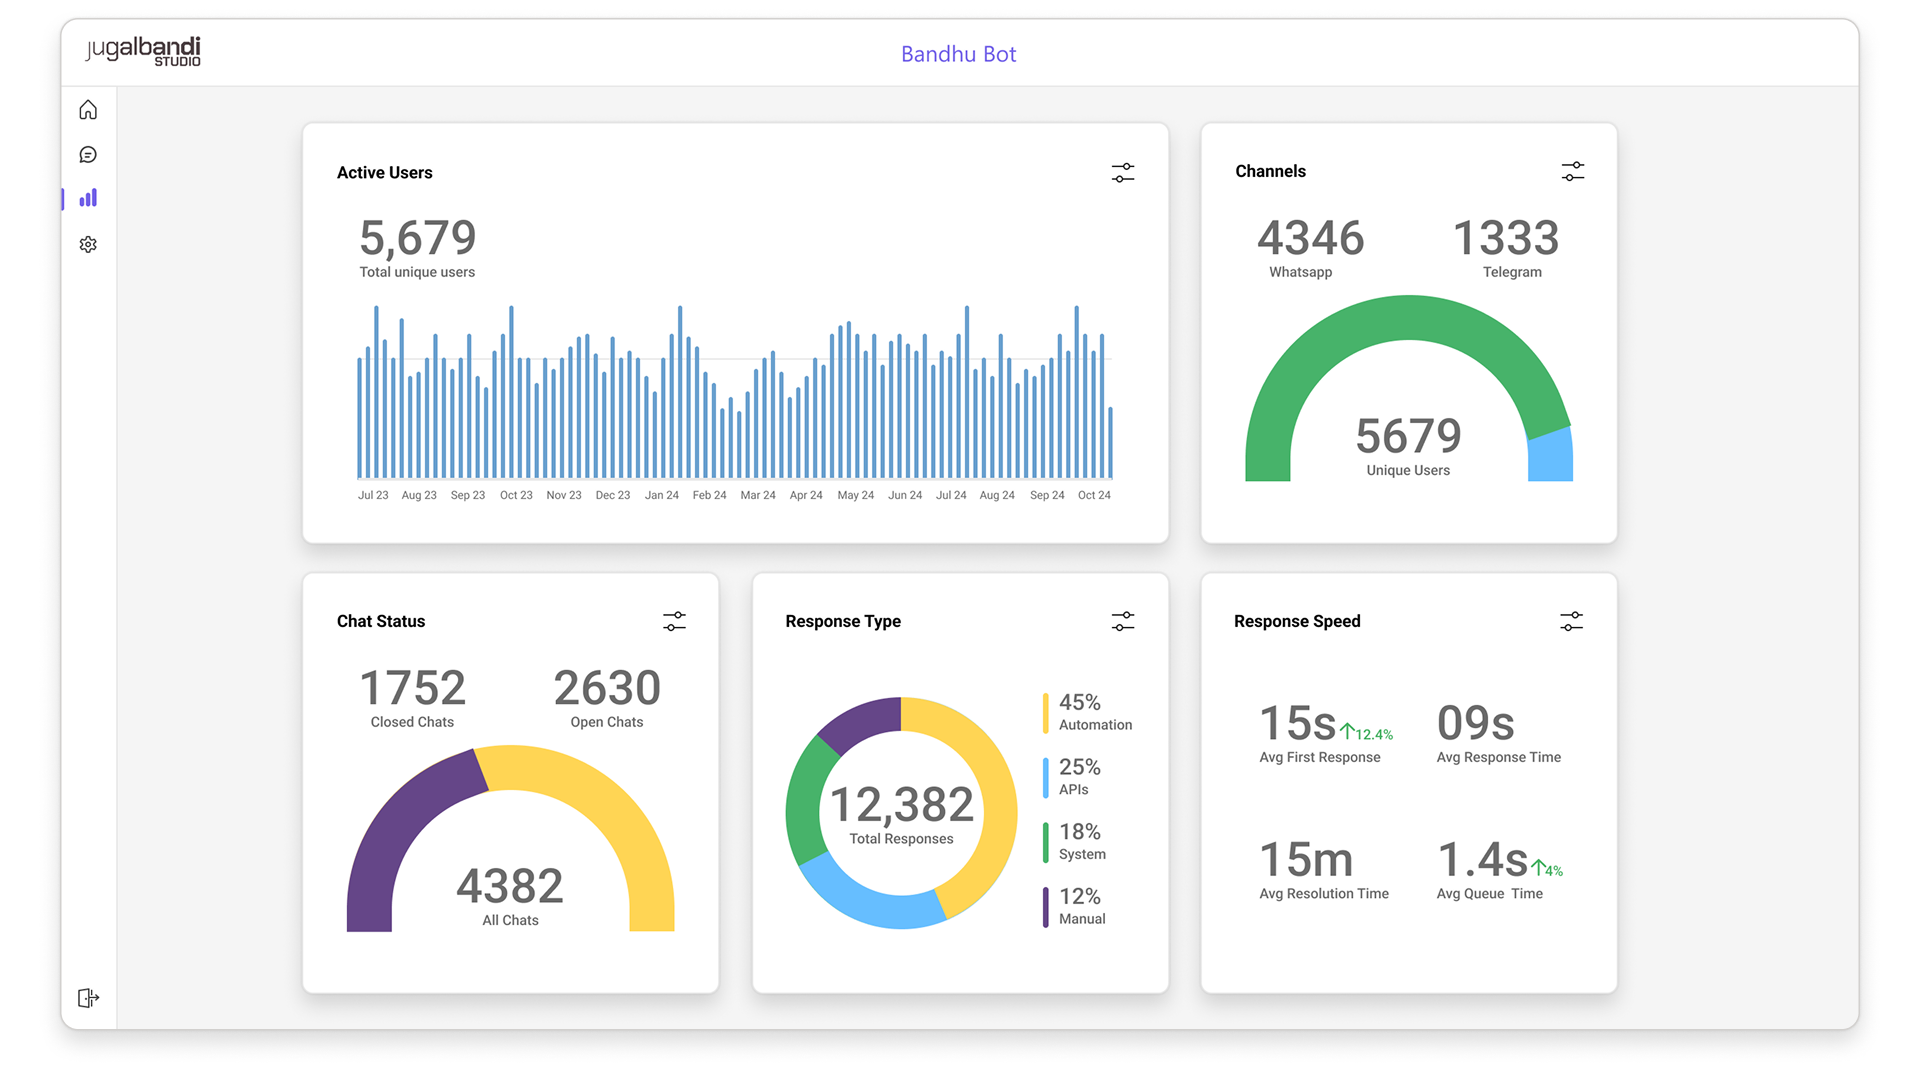 jugalbandi
STUDIO
Bandhu Bot
Active Users
5,679
Total unique users
Jul 23 Aug 23 Sep 23 Oct 23 Nov 23 Dec 23 Jan 24 Feb 24 Mar 24 Apr 24 May 24 Jun 24 Jul 24 Aug 24 Sep 24 Oct 24
Channels
4346 1333
Whatsapp Telegram
5679
Unique Users
Chat Status
1752 2630
Closed Chats Open Chats
4382
All Chats
Response Type
12,382
Total Responses
45%
Automation
25%
APIs
18%
System
12%
Manual
Response Speed
15s 12.4% 09s
Avg First Response Avg Response Time
15m 1.4s 4%
Avg Resolution Time Avg Queue Time